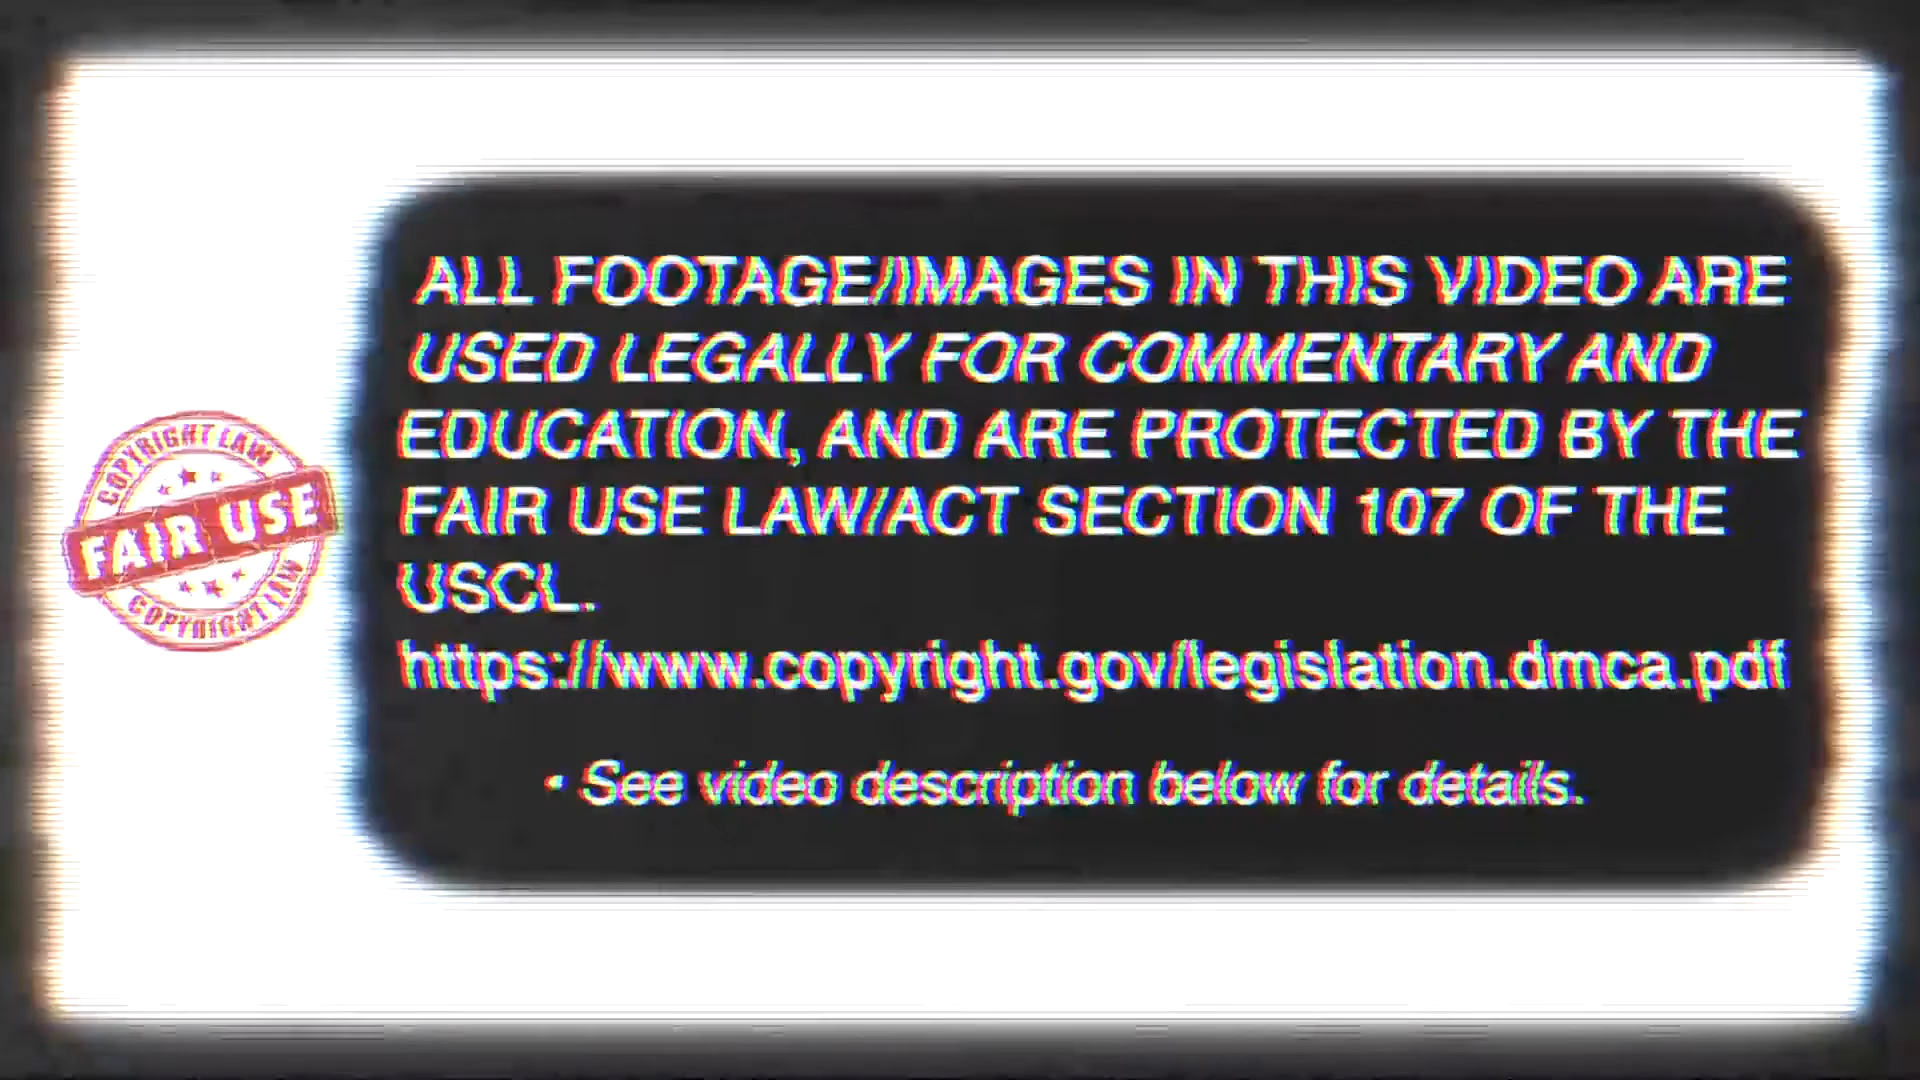 COPYRIGHT LAW
FAIR USE
COPYRIGHT LAW
ALL FOOTAGE/IMAGES IN THIS VIDEO ARE
USED LEGALLY FOR COMMENTARY AND
EDUCATION, AND ARE PROTECTED BY THE
FAIR USE LAW/ACT SECTION 107 OF THE
USCL.
https://www.copyright.gov/legislation.dmca.pdf
• See video description below for details.